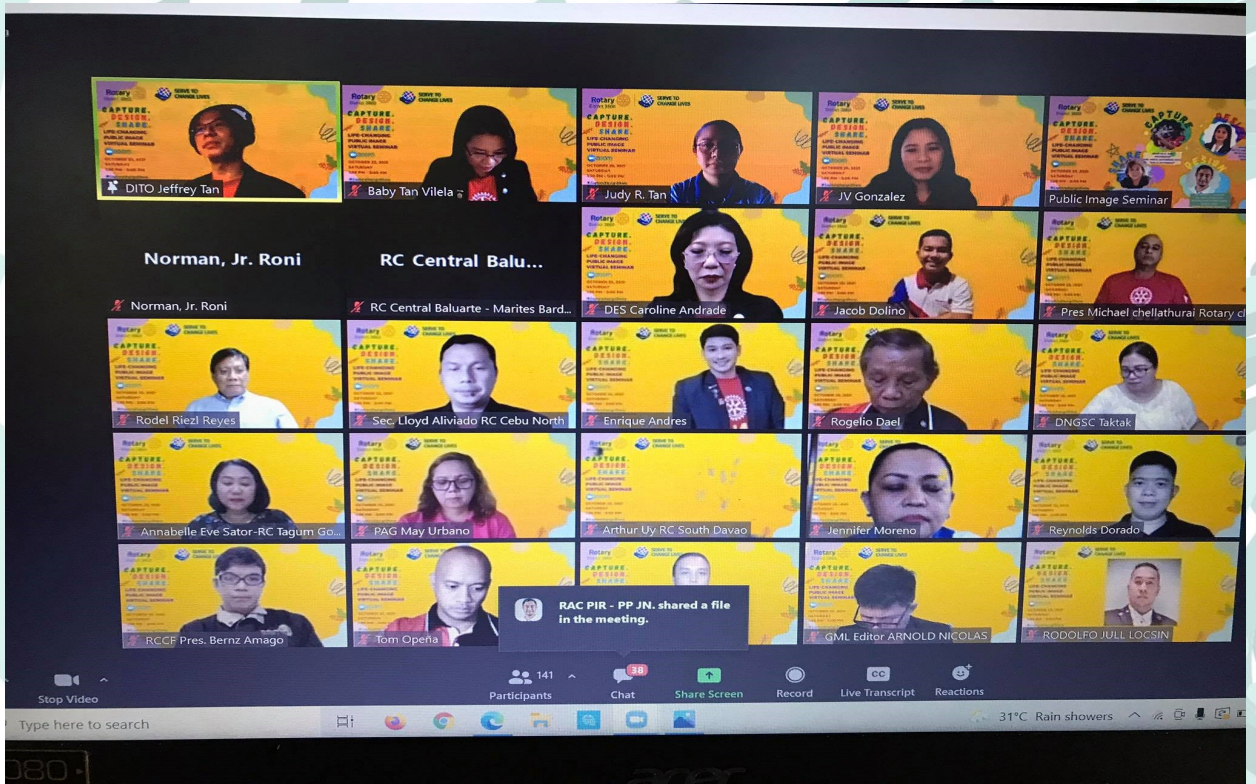 Rotary
SERVE TO
CHANGE LIVES
CAPTURE.
DESIGN.
SHARE.
LIFE-CHANGING
PUBLIC IMAGE
VIRTUAL SEMINAR
DITO Jeffrey Tan
Baby Tan Vilela
Judy R. Tan
JV Gonzalez
Public Image Seminar
Norman, Jr. Roni
RC Central Balu...
Norman, Jr. Roni
RC Central Baluarte - Marites Bard...
DES Caroline Andrade
Jacob Dolino
Pres Michael chellathurai Rotary cl
Rodel Riezl Reyes
Sec. Lloyd Aliviado RC Cebu North
Enrique Andres
Rogelio Dael
DNGSC Taktak
Annabelle Eve Sator-RC Tagum Go...
PAG May Urbano
Arthur Uy RC South Davao
Jennifer Moreno
Reynolds Dorado
RCCF Pres. Bernz Amago
Tom Opeña
RAC PIR - PP JN. shared a file
in the meeting.
GML Editor ARNOLD NICOLAS
RODOLFO JULL LOCSIN
Stop Video
141
Participants
38
Chat
Share Screen
Record
CC
Live Transcript
Reactions
Type here to search
31°C Rain showers
acer